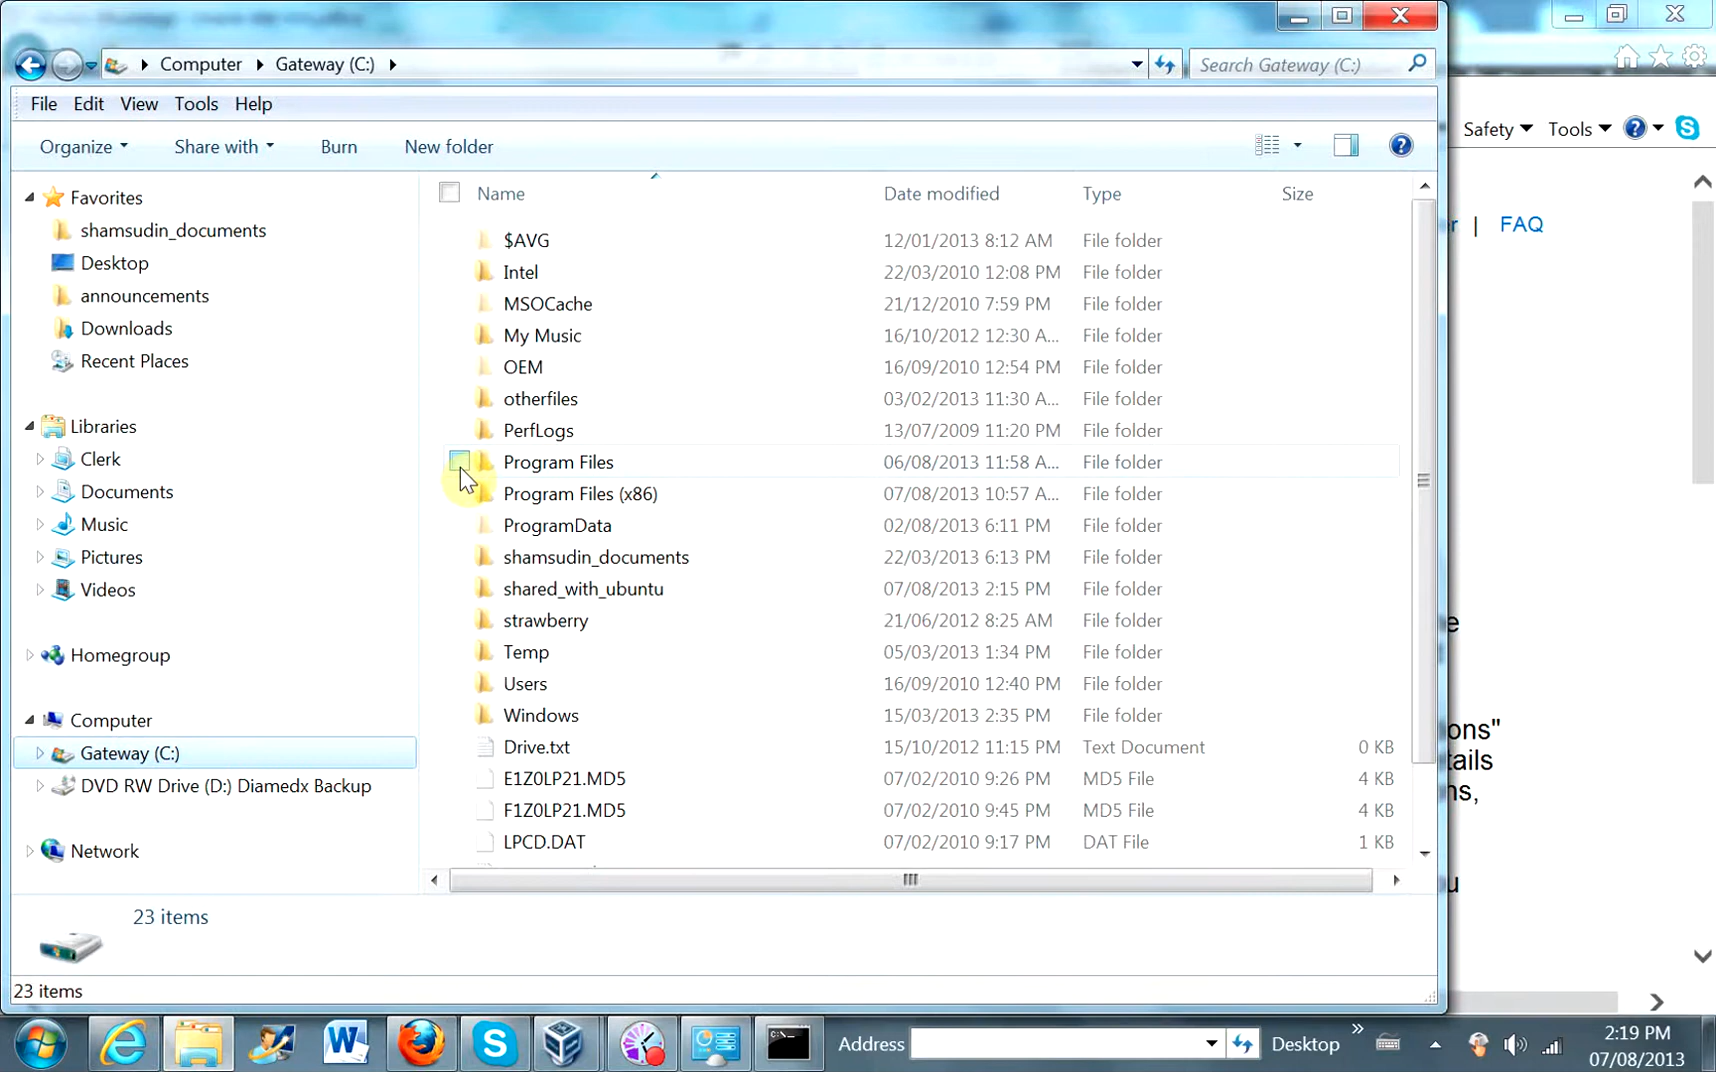 Computer Gateway (C:)
Search Gateway (C:)
File Edit View Tools Help
Organize Share with Burn New folder
Safety Tools
| FAQ
Favorites
shamsudin_documents
Desktop
announcements
Downloads
Recent Places
Libraries
Clerk
Documents
Music
Pictures
Videos
Homegroup
Computer
Gateway (C:)
DVD RW Drive (D:) Diamedx Backup
Network
Name Date modified Type Size
$AVG 12/01/2013 8:12 AM File folder
Intel 22/03/2010 12:08 PM File folder
MSOCache 21/12/2010 7:59 PM File folder
My Music 16/10/2012 12:30 A... File folder
OEM 16/09/2010 12:54 PM File folder
otherfiles 03/02/2013 11:30 A... File folder
PerfLogs 13/07/2009 11:20 PM File folder
Program Files 06/08/2013 11:58 A... File folder
Program Files (x86) 07/08/2013 10:57 A... File folder
ProgramData 02/08/2013 6:11 PM File folder
shamsudin_documents 22/03/2013 6:13 PM File folder
shared_with_ubuntu 07/08/2013 2:15 PM File folder
strawberry 21/06/2012 8:25 AM File folder
Temp 05/03/2013 1:34 PM File folder
Users 16/09/2010 12:40 PM File folder
Windows 15/03/2013 2:35 PM File folder
Drive.txt 15/10/2012 11:15 PM Text Document 0 KB
E1Z0LP21.MD5 07/02/2010 9:26 PM MD5 File 4 KB
F1Z0LP21.MD5 07/02/2010 9:45 PM MD5 File 4 KB
LPCD.DAT 07/02/2010 9:17 PM DAT File 1 KB
23 items
23 items
Address Desktop
2:19 PM
07/08/2013